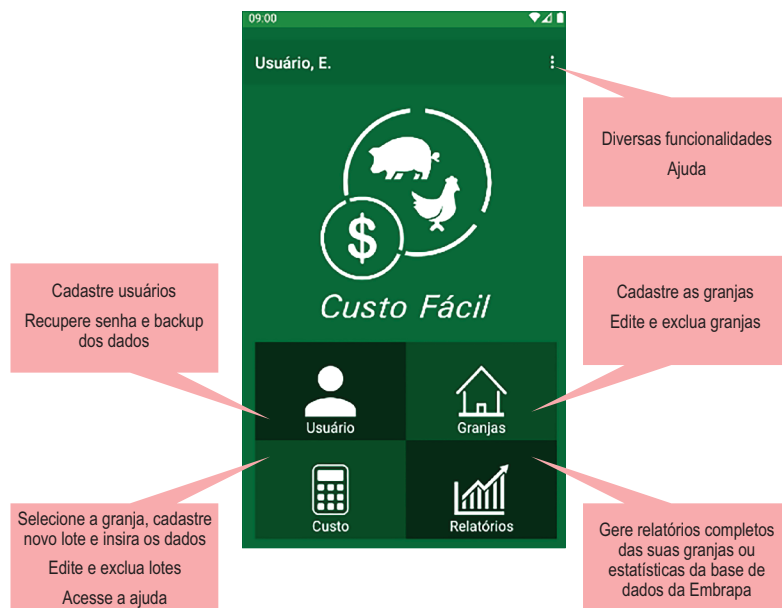 09:00
Usuário, E.
Diversas funcionalidades
Ajuda
Custo Fácil
Cadastre usuários
Recupere senha e backup
dos dados
Cadastre as granjas
Edite e exclua granjas
Usuário
Granjas
Custo
Relatórios
Selecione a granja, cadastre
novo lote e insira os dados
Edite e exclua lotes
Acesse a ajuda
Gere relatórios completos
das suas granjas ou
estatísticas da base de
dados da Embrapa